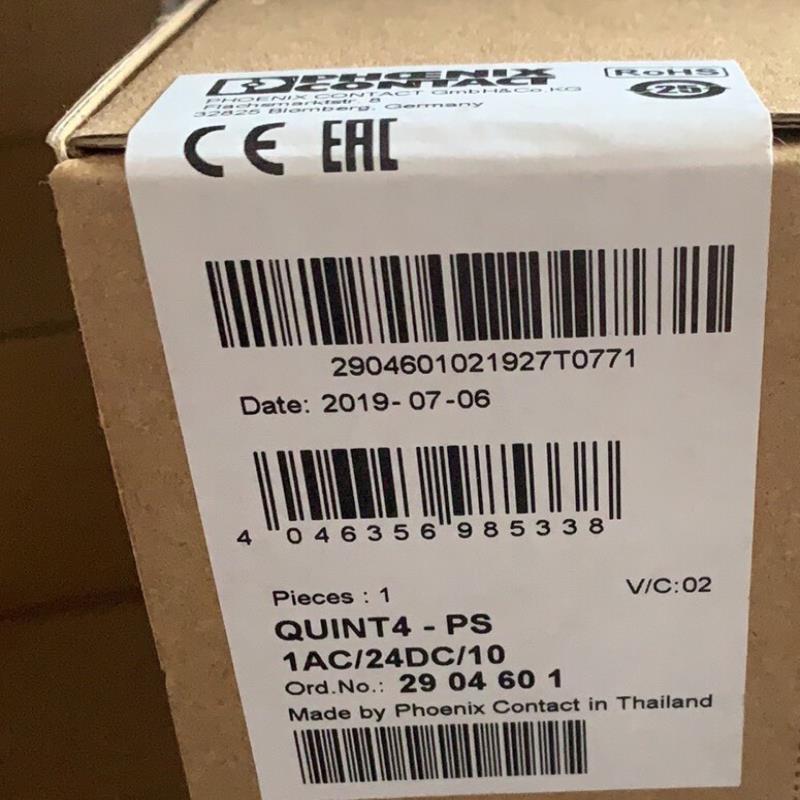 PHŒNIX
CONTACT
RoHS
PHOENIX CONTACT GmbH&Co.KG
Flachsmarktstr. 8
32825 Blomberg, Germany
25
CE EAC
2904601021927T0771
Date: 2019-07-06
4 046356 985338
Pieces : 1
V/C:02
QUINT4 - PS
1AC/24DC/10
Ord.No.: 29 04 60 1
Made by Phoenix Contact in Thailand